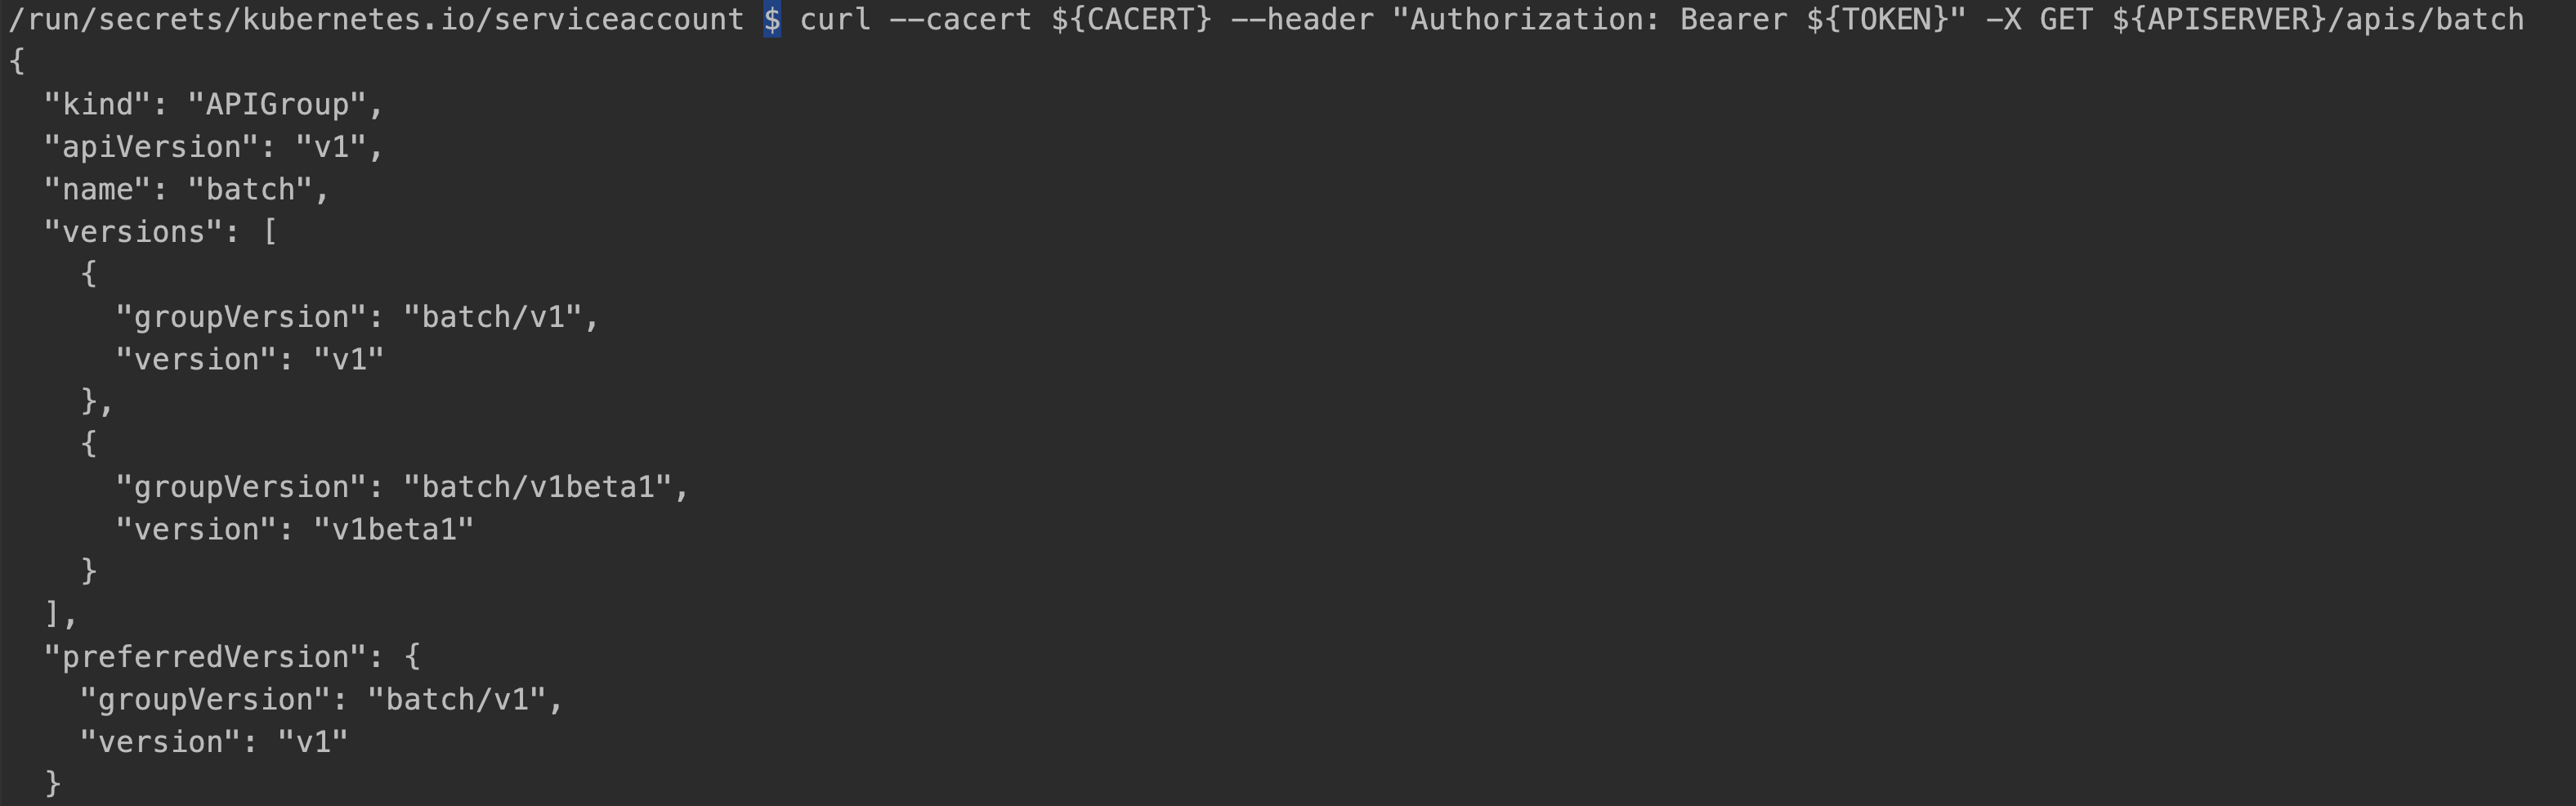 /run/secrets/kubernetes.io/serviceaccount $ curl --cacert ${CACERT} --header "Authorization: Bearer ${TOKEN}" -X GET ${APISERVER}/apis/batch
{
  "kind": "APIGroup",
  "apiVersion": "v1",
  "name": "batch",
  "versions": [
    {
      "groupVersion": "batch/v1",
      "version": "v1"
    },
    {
      "groupVersion": "batch/v1beta1",
      "version": "v1beta1"
    }
  ],
  "preferredVersion": {
    "groupVersion": "batch/v1",
    "version": "v1"
  }